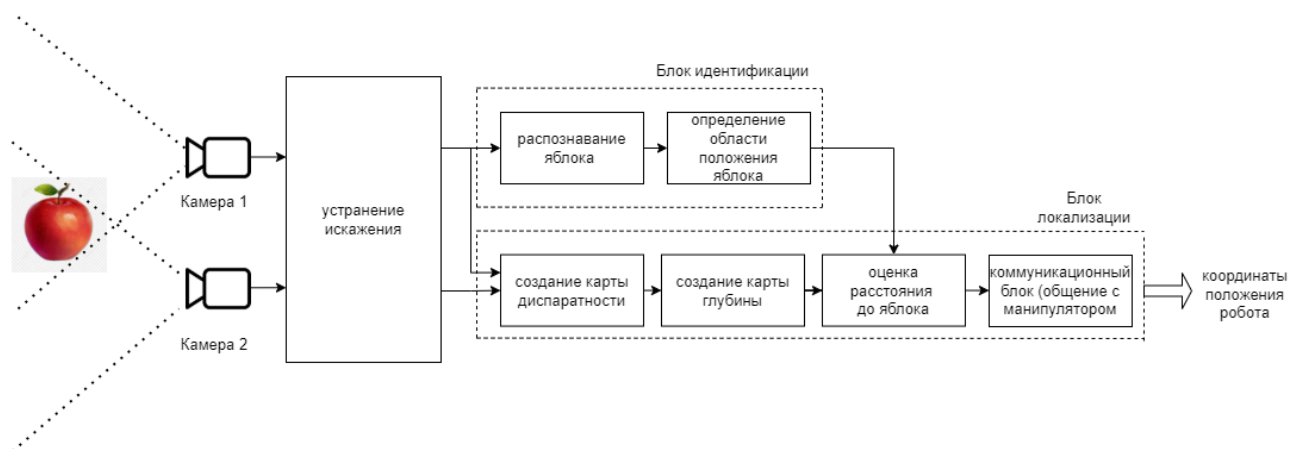 Блок идентификации
распознавание
яблока
определение
области
положения
яблока
Камера 1
устранение
искажения
Блок
локализации
создание карты
диспаратности
создание карты
глубины
оценка
расстояния
до яблока
коммуникационный
блок (общение с
манипулятором
координаты
положения
робота
Камера 2